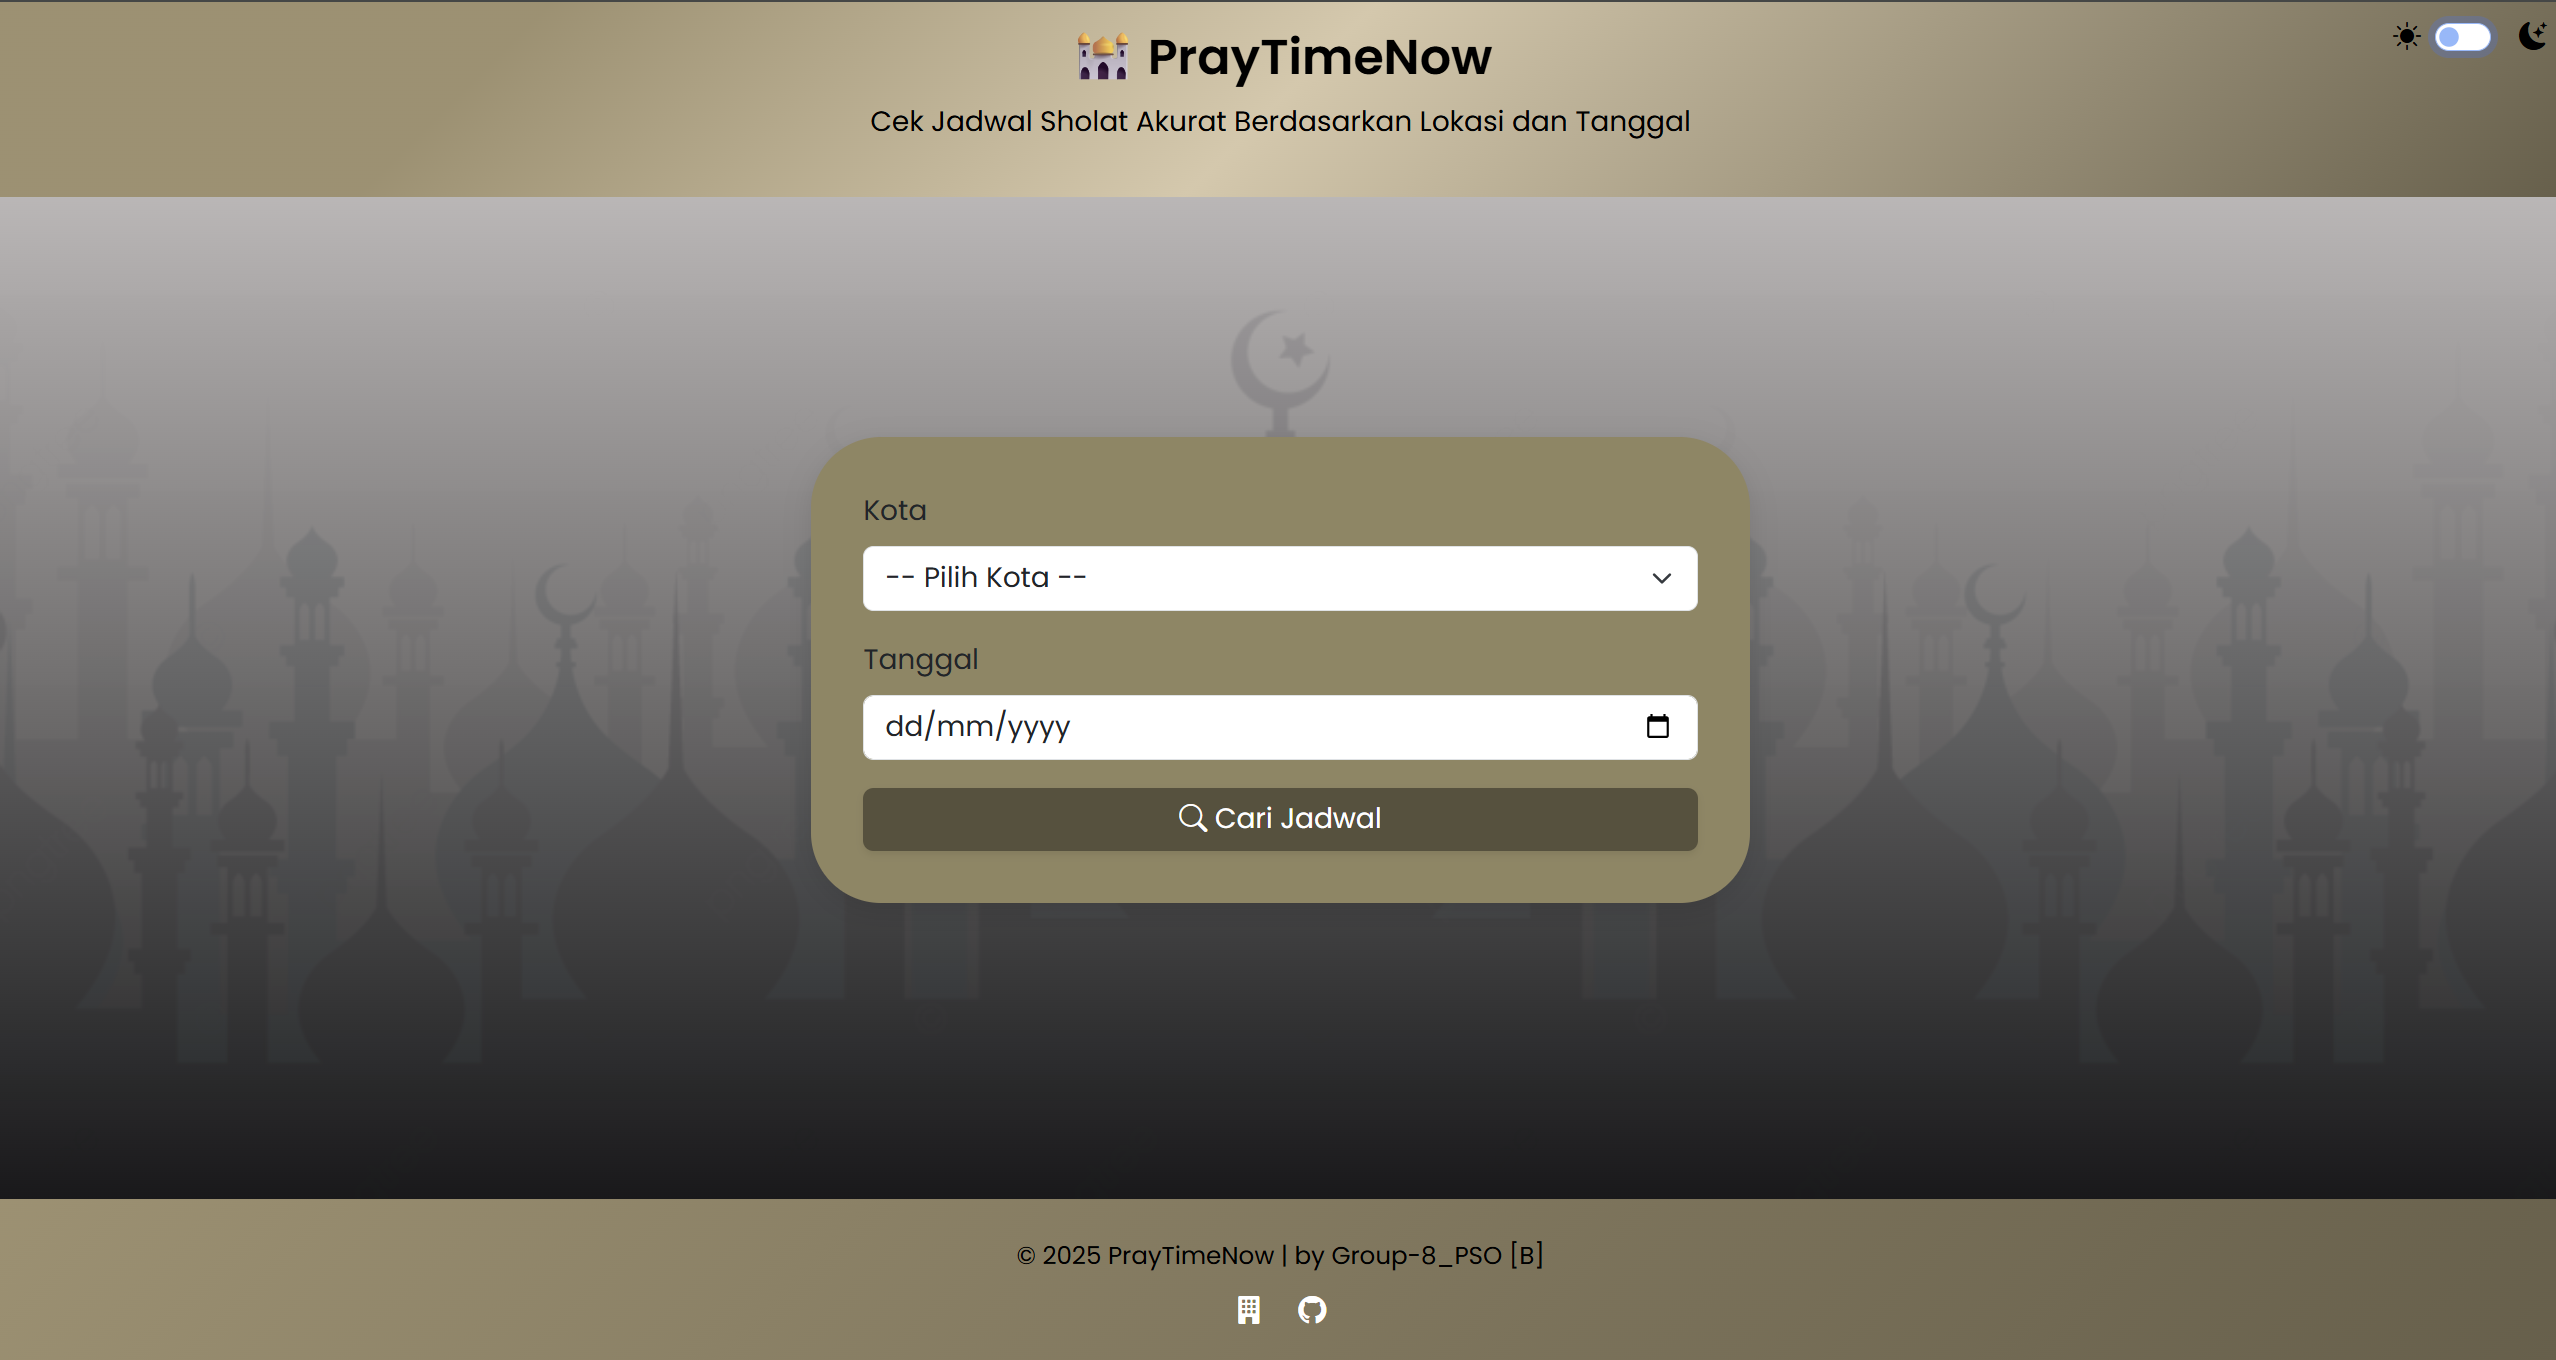 PrayTimeNow
Cek Jadwal Sholat Akurat Berdasarkan Lokasi dan Tanggal
Kota
-- Pilih Kota --
Tanggal
dd/mm/yyyy
Cari Jadwal
© 2025 PrayTimeNow | by Group-8_PSO [B]